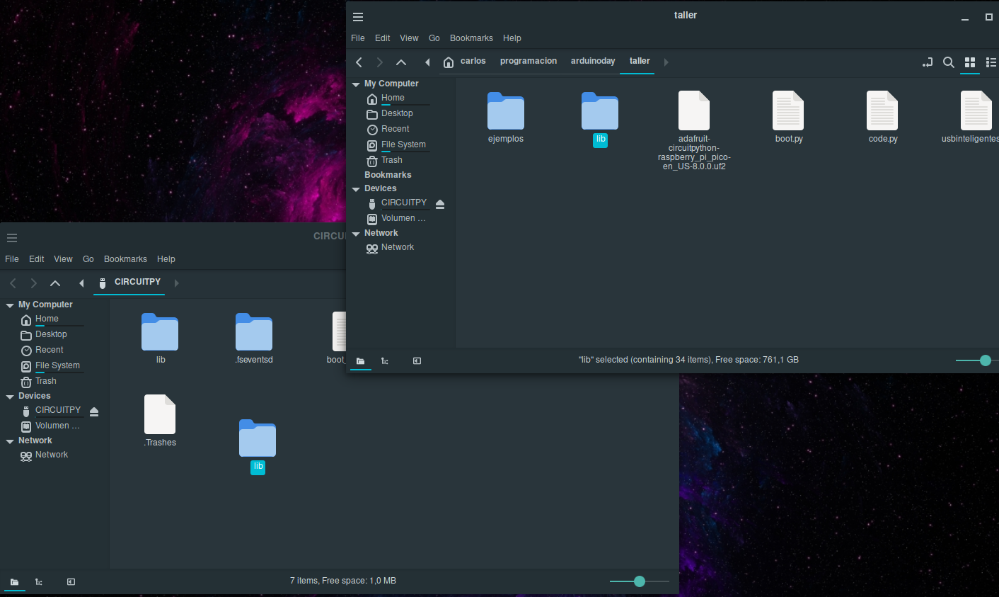 taller
File Edit View Go Bookmarks Help
carlos programacion arduinoday taller
My Computer
Home
Desktop
Recent
File System
Trash
Bookmarks
Devices
CIRCUITPY
Volumen ...
Network
Network
ejemplos
lib
adafruit-
circuitpython-
raspberry_pi_pico-
en_US-8.0.0.uf2
boot.py
code.py
usbinteligentes
"lib" selected (containing 34 items), Free space: 761,1 GB
CIRCU
File Edit View Go Bookmarks Help
CIRCUITPY
My Computer
Home
Desktop
Recent
File System
Trash
Devices
CIRCUITPY
Volumen ...
Network
Network
lib
.fseventsd
boot_
.Trashes
lib
7 items, Free space: 1,0 MB